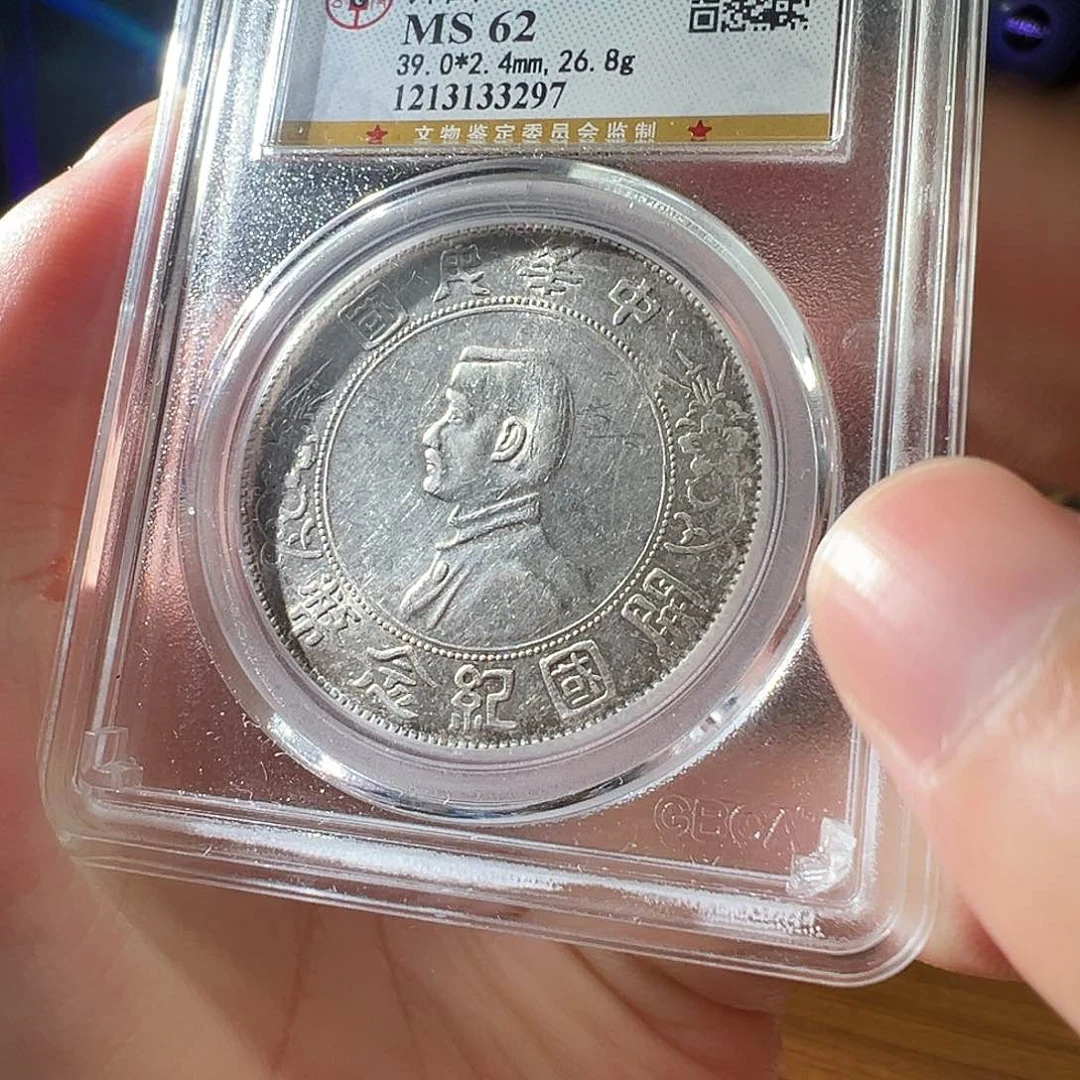 MS 62
39.0*2.4mm, 26.8g
1213133297
文物鉴定委员会监制
中華民國
開國紀念幣